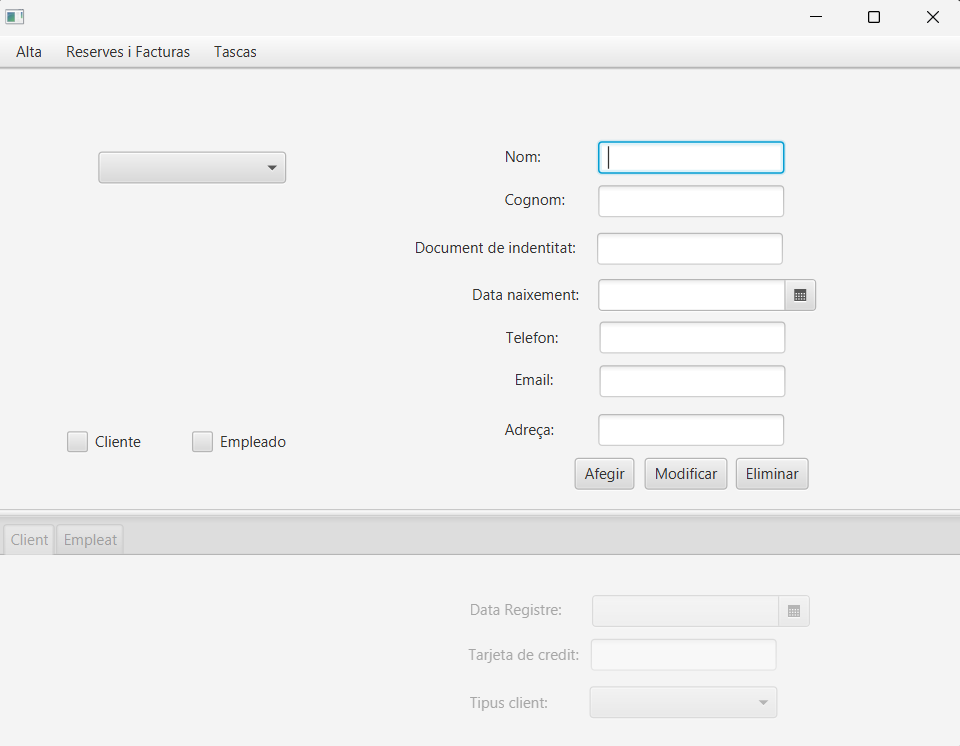 Alta Reserves i Facturas Tascas
Nom:
Cognom:
Document de indentitat:
Data naixement:
Telefon:
Email:
Cliente Empleado
Adreça:
Afegir Modificar Eliminar
Client Empleat
Data Registre:
Tarjeta de credit:
Tipus client: